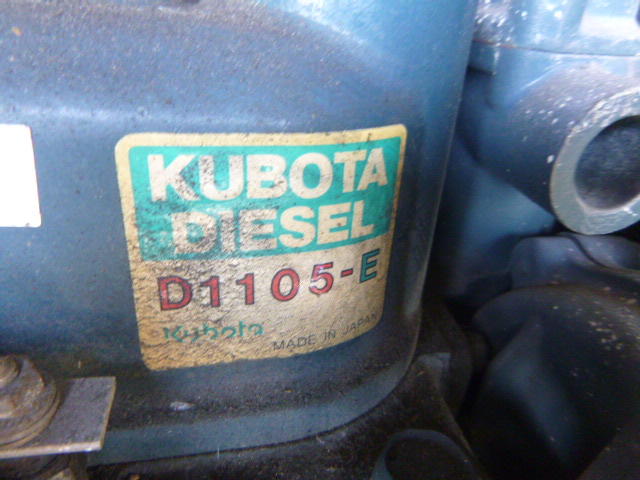 KUBOTA
DIESEL
D1105-E
Kubota
MADE IN JAPAN